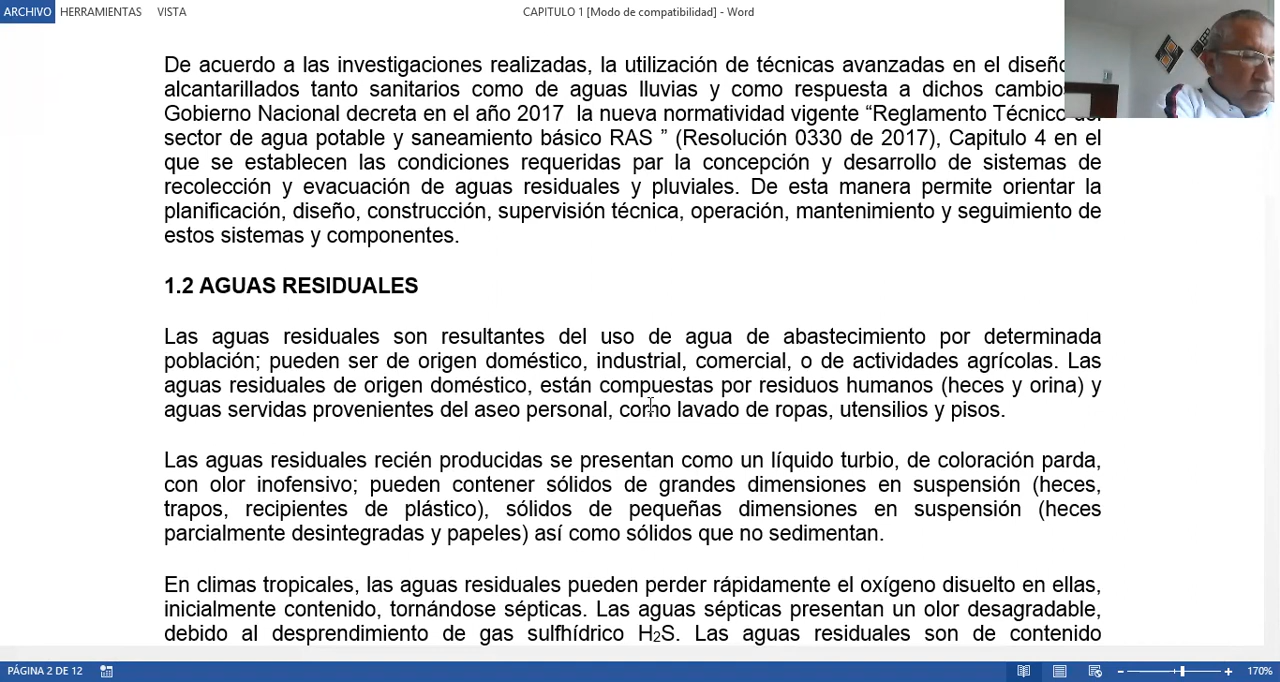 ARCHIVO HERRAMIENTAS VISTA
CAPITULO 1 [Modo de compatibilidad] - Word
De acuerdo a las investigaciones realizadas, la utilización de técnicas avanzadas en el diseño
alcantarillados tanto sanitarios como de aguas lluvias y como respuesta a dichos
Gobierno Nacional decreta en el año 2017 la nueva normatividad vigente “Reglamento Técnico
sector de agua potable y saneamiento básico RAS ” (Resolución 0330 de 2017), Capitulo 4 en el
que se establecen las condiciones requeridas par la concepción y desarrollo de sistemas de
recolección y evacuación de aguas residuales y pluviales. De esta manera permite orientar la
planificación, diseño, construcción, supervisión técnica, operación, mantenimiento y seguimiento de
estos sistemas y componentes.
1.2 AGUAS RESIDUALES
Las aguas residuales son resultantes del uso de agua de abastecimiento por determinada
población; pueden ser de origen doméstico, industrial, comercial, o de actividades agrícolas. Las
aguas residuales de origen doméstico, están compuestas por residuos humanos (heces y orina) y
aguas servidas provenientes del aseo personal, como lavado de ropas, utensilios y pisos.
Las aguas residuales recién producidas se presentan como un líquido turbio, de coloración parda,
con olor inofensivo; pueden contener sólidos de grandes dimensiones en suspensión (heces,
trapos, recipientes de plástico), sólidos de pequeñas dimensiones en suspensión (heces
parcialmente desintegradas y papeles) así como sólidos que no sedimentan.
En climas tropicales, las aguas residuales pueden perder rápidamente el oxígeno disuelto en ellas,
inicialmente contenido, tornándose sépticas. Las aguas sépticas presentan un olor desagradable,
debido al desprendimiento de gas sulfhídrico H₂S. Las aguas residuales son de contenido
PÁGINA 2 DE 12
170%